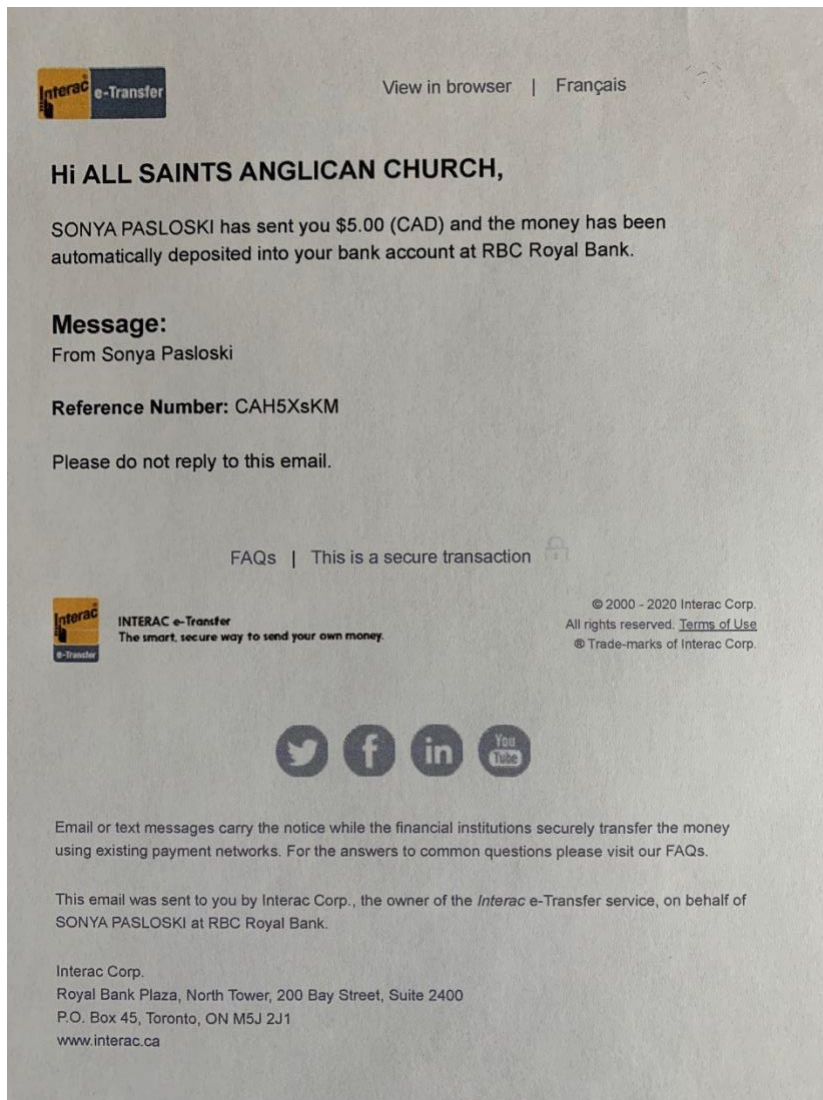 Interac® e-Transfer
View in browser | Français
Hi ALL SAINTS ANGLICAN CHURCH,
SONYA PASLOSKI has sent you $5.00 (CAD) and the money has been
automatically deposited into your bank account at RBC Royal Bank.
Message:
From Sonya Pasloski
Reference Number: CAH5XsKM
Please do not reply to this email.
FAQs | This is a secure transaction
Interac
e-Transfer
INTERAC e-Transfer
The smart, secure way to send your own money.
© 2000 - 2020 Interac Corp.
All rights reserved. Terms of Use
® Trade-marks of Interac Corp.
f in You
Tube
Email or text messages carry the notice while the financial institutions securely transfer the money
using existing payment networks. For the answers to common questions please visit our FAQs.
This email was sent to you by Interac Corp., the owner of the Interac e-Transfer service, on behalf of
SONYA PASLOSKI at RBC Royal Bank.
Interac Corp.
Royal Bank Plaza, North Tower, 200 Bay Street, Suite 2400
P.O. Box 45, Toronto, ON M5J 2J1
www.interac.ca